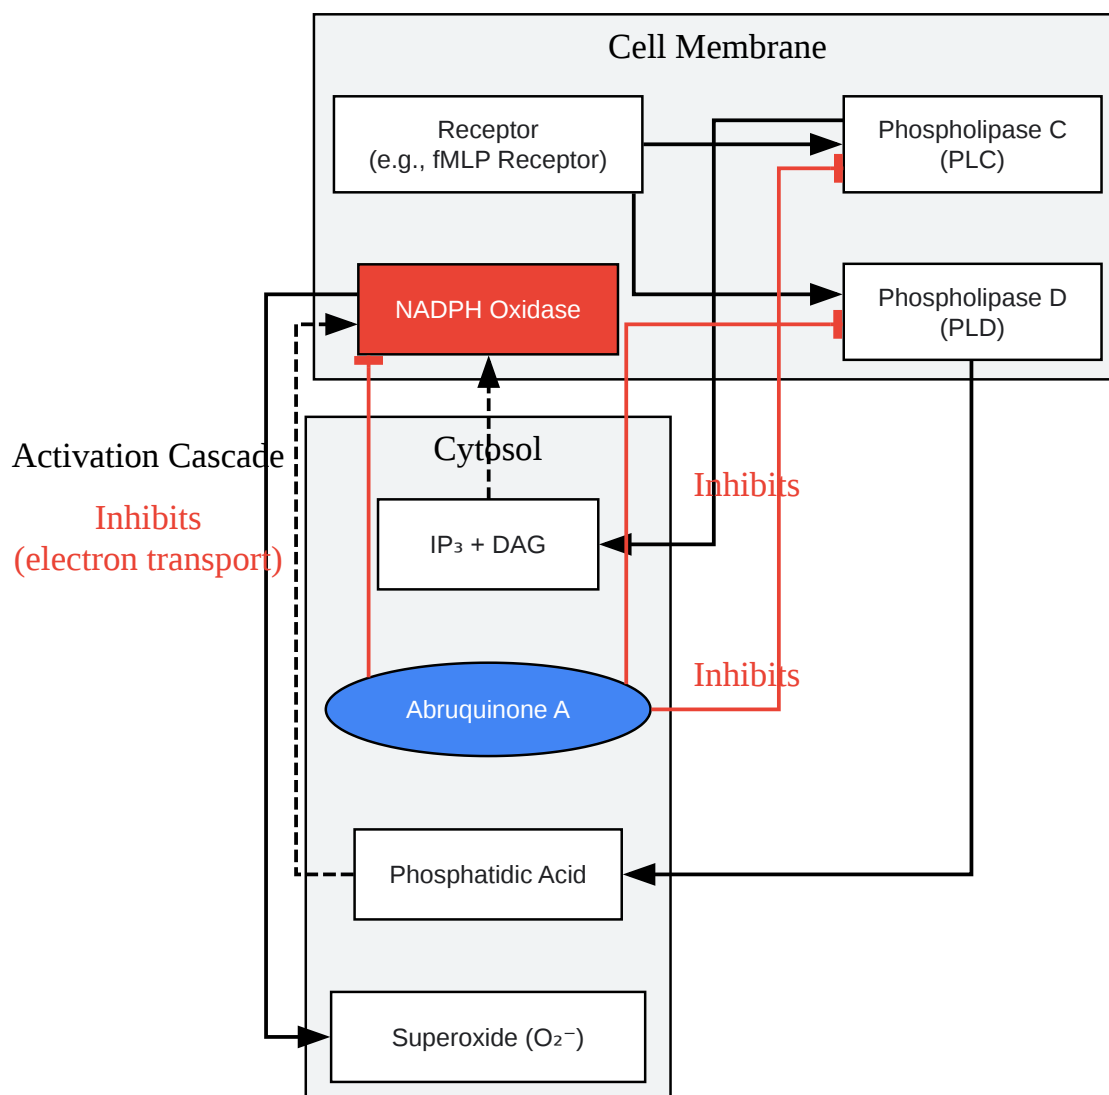 Cell Membrane
Receptor
(e.g., fMLP Receptor)
Phospholipase C
(PLC)
NADPH Oxidase
Phospholipase D
(PLD)
Activation Cascade
Cytosol
Inhibits
Inhibits
(electron transport)
IP₃ + DAG
Inhibits
Abruquinone A
Phosphatidic Acid
Superoxide (O₂⁻)